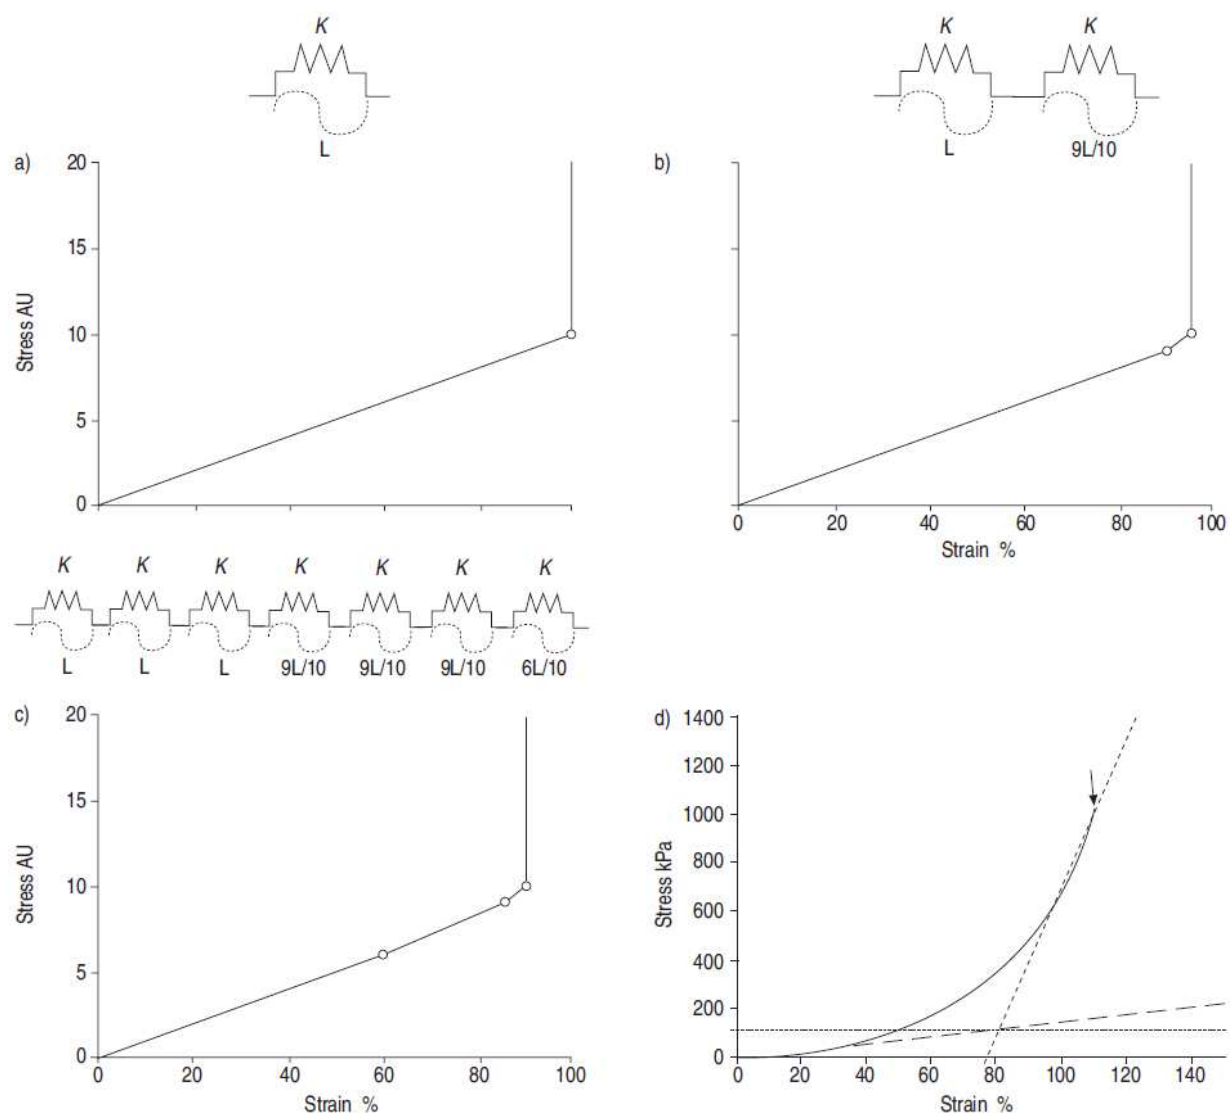 K
L
a)
20
15
10
5
0
Stress AU
K K
L 9L/10
b)
0 20 40 60 80 100
Strain %
K K K K K K K
L L L 9L/10 9L/10 9L/10 6L/10
c)
20
15
10
5
0
Stress AU
0 20 40 60 80 100
Strain %
d)
1400
1200
1000
800
600
400
200
0
Stress kPa
0 20 40 60 80 100 120 140
Strain %